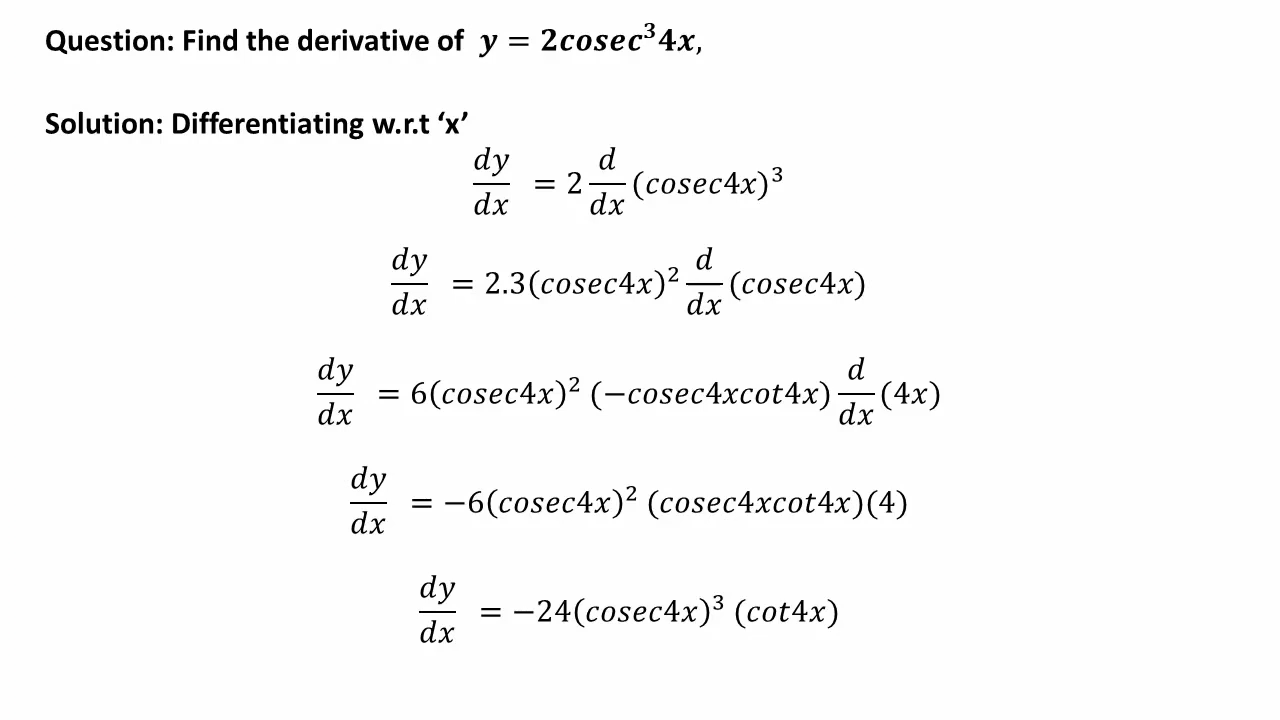 Question: Find the derivative of y = 2cosec³4x,
Solution: Differentiating w.r.t ‘x’
dy/dx = 2 d/dx (cosec4x)³
dy/dx = 2.3(cosec4x)² d/dx (cosec4x)
dy/dx = 6(cosec4x)² (−cosec4xcot4x) d/dx (4x)
dy/dx = −6(cosec4x)² (cosec4xcot4x)(4)
dy/dx = −24(cosec4x)³ (cot4x)